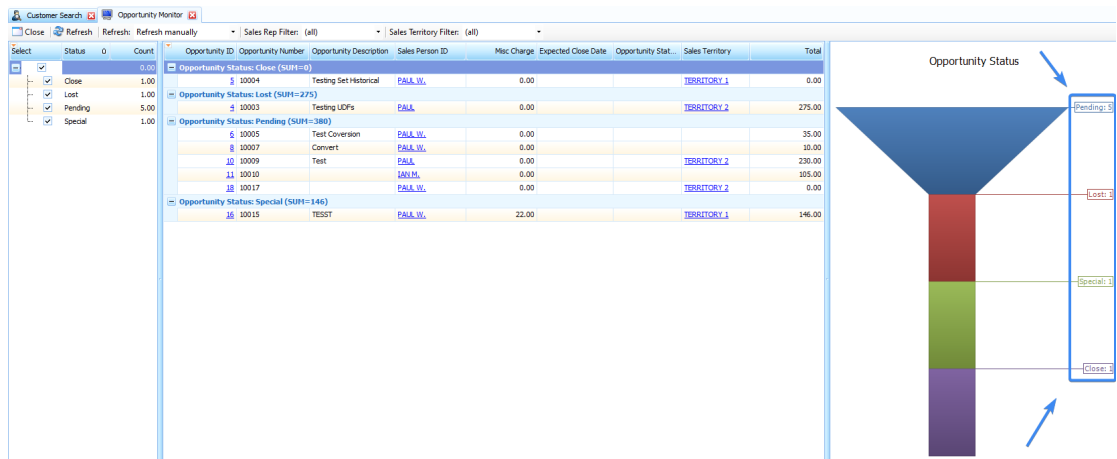 Customer Search Opportunity Monitor
Close Refresh Refresh: Refresh manually Sales Rep Filter: (all) Sales Territory Filter: (all)
Select Status Count
0.00
Close 1.00
Lost 1.00
Pending 5.00
Special 1.00
Opportunity ID Opportunity Number Opportunity Description Sales Person ID Misc Charge Expected Close Date Opportunity Stat... Sales Territory Total
Opportunity Status: Close (SUM=0)
5 10004 Testing Set Historical PAUL W. 0.00 TERRITORY 1 0.00
Opportunity Status: Lost (SUM=275)
4 10003 Testing UDFs PAUL 0.00 TERRITORY 2 275.00
Opportunity Status: Pending (SUM=380)
6 10005 Test Coversion PAUL W. 0.00 35.00
8 10007 Convert PAUL W. 0.00 10.00
10 10009 Test PAUL 0.00 TERRITORY 2 230.00
11 10010 IAN M. 0.00 105.00
18 10017 PAUL W. 0.00 TERRITORY 2 0.00
Opportunity Status: Special (SUM=146)
16 10015 TESST PAUL W. 22.00 TERRITORY 1 146.00
Opportunity Status
Pending: 5
Lost: 1
Special: 1
Close: 1